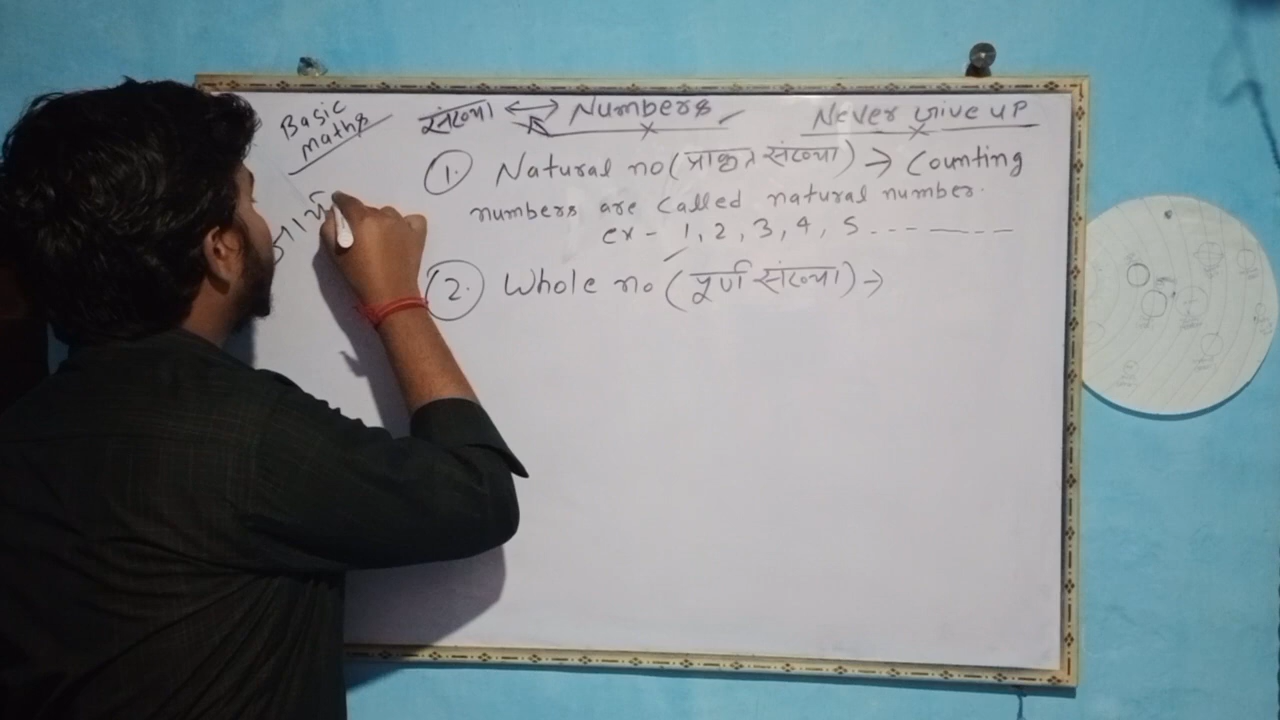 Basic
maths
संख्या ↔ Numbers
Never Give UP
1. Natural no (प्राकृत संख्या) → Counting
numbers are called natural number.
ex - 1, 2, 3, 4, 5 - - - - - - -
2. Whole no (पूर्ण संख्या) →